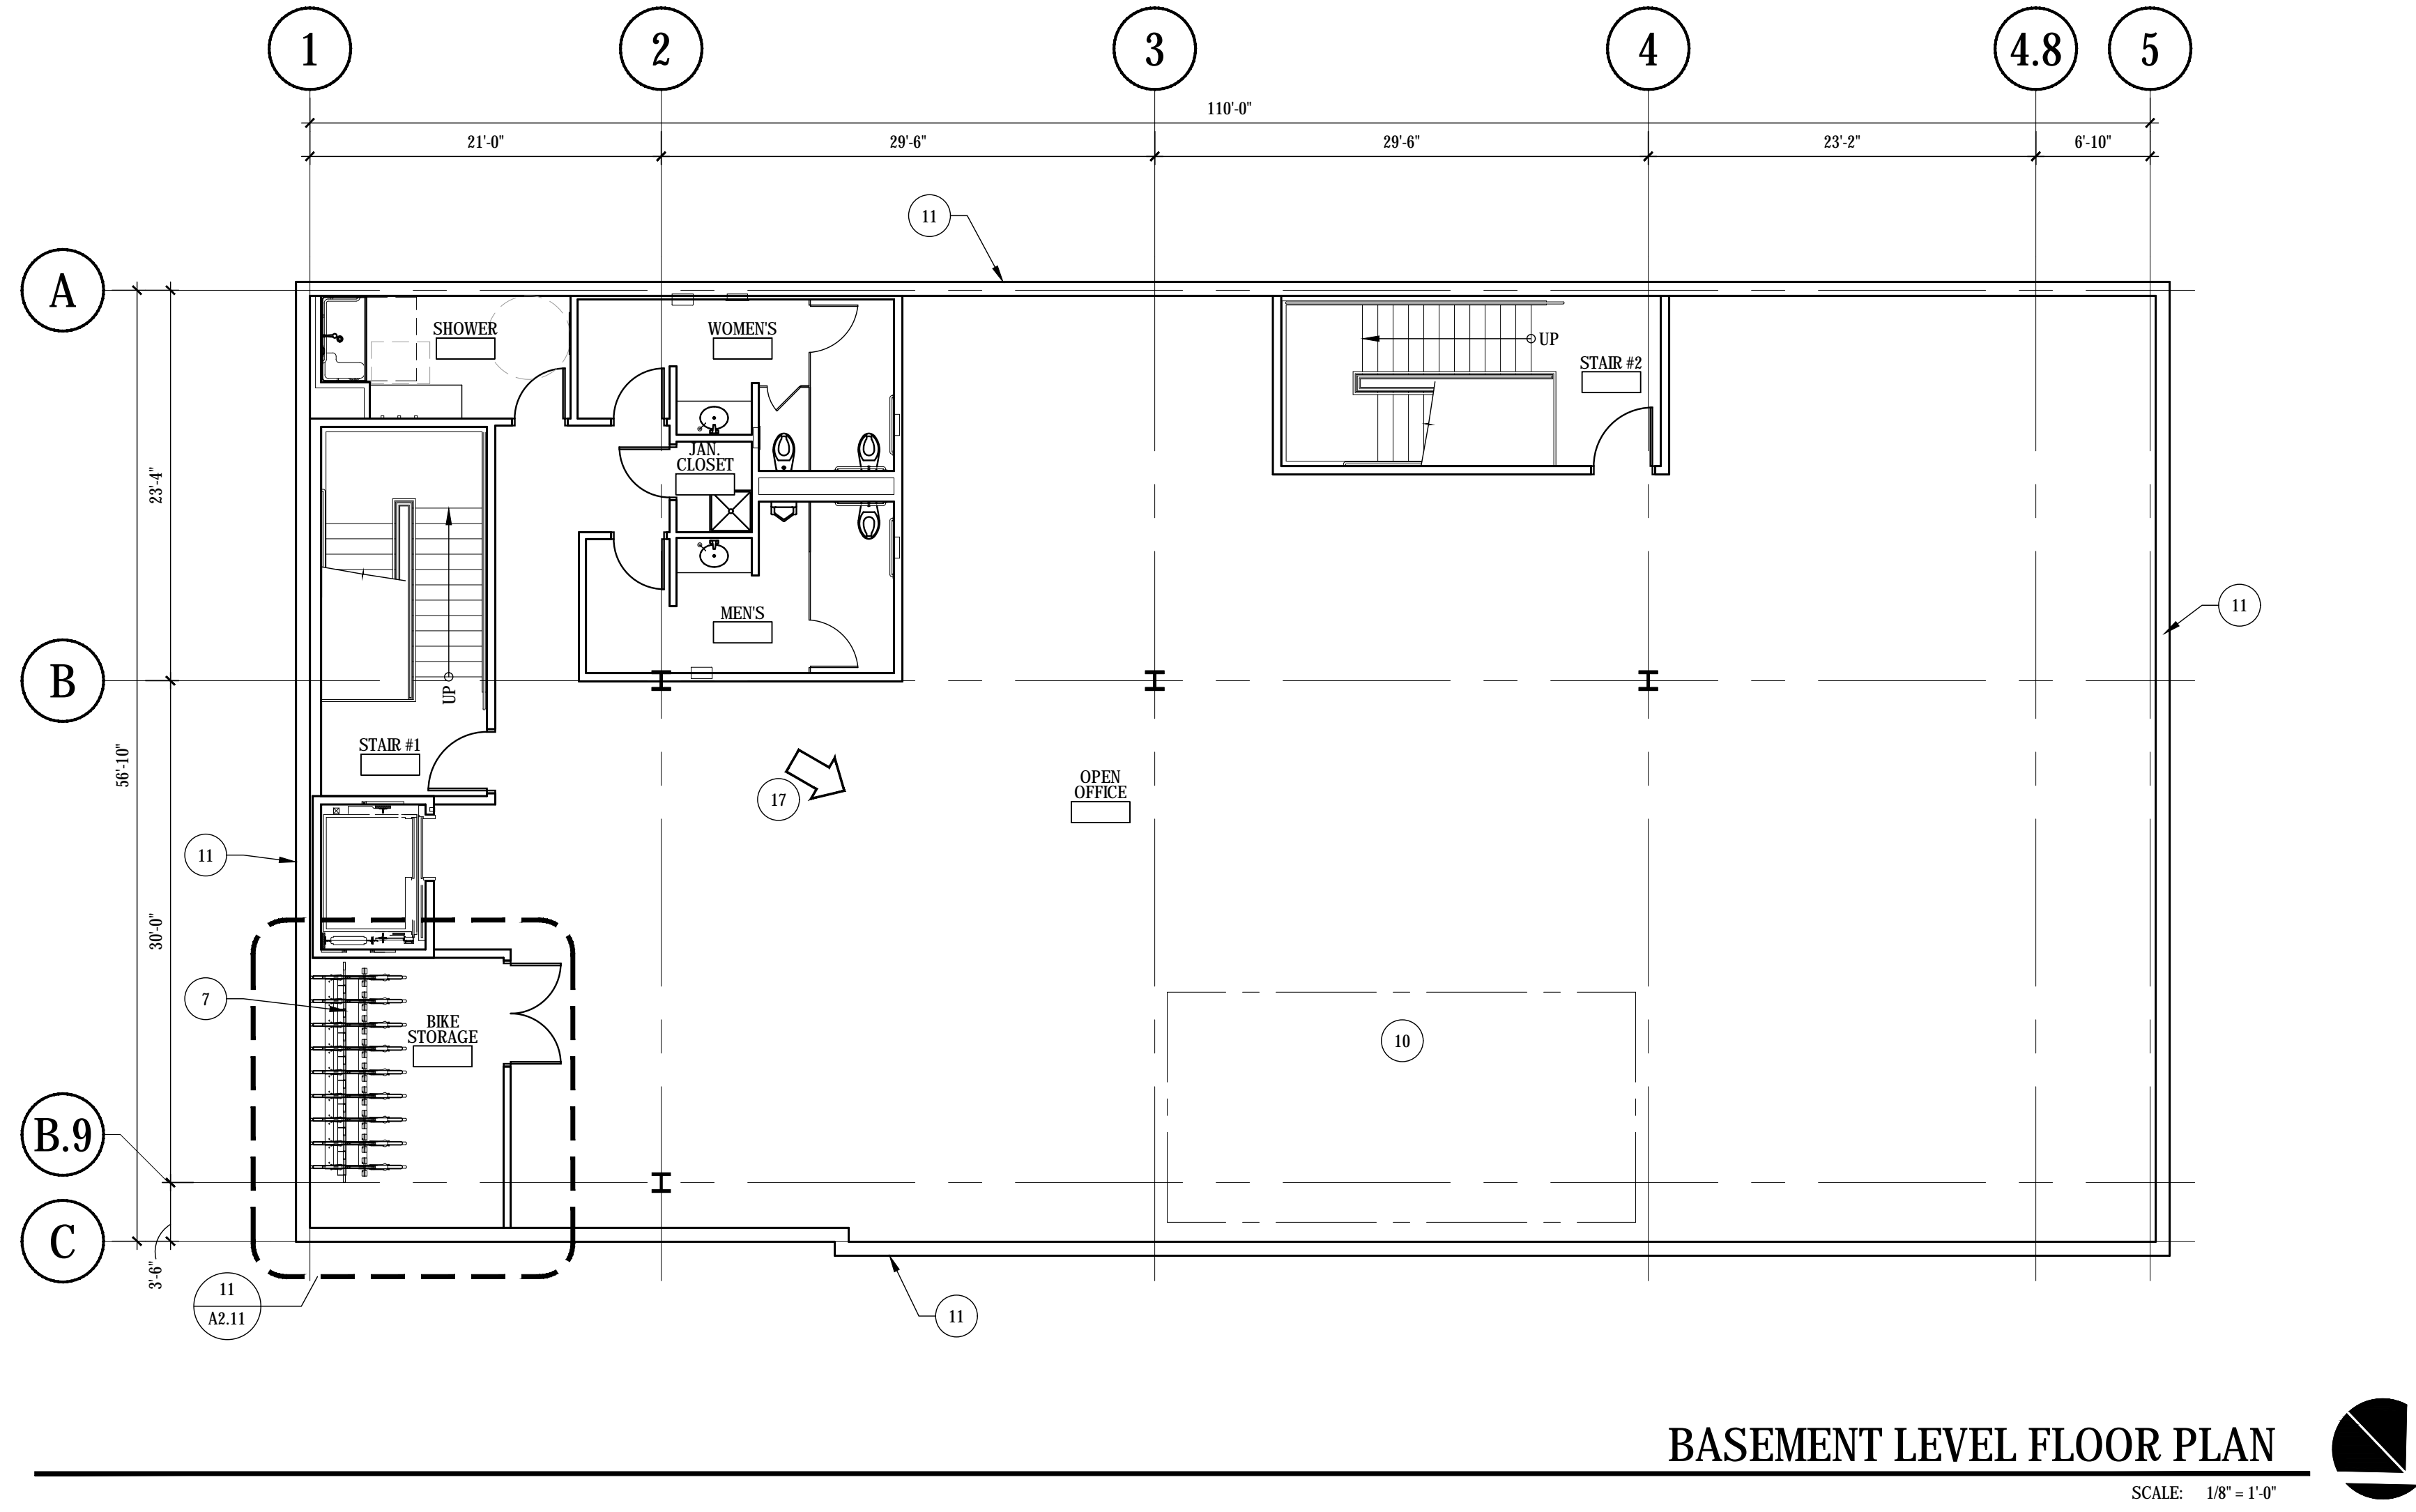 1
2
3
4
4.8
5
110'-0"
21'-0"
29'-6"
29'-6"
23'-2"
6'-10"
11
A
SHOWER
WOMEN'S
UP
STAIR #2
JAN.
CLOSET
23'-4"
11
MEN'S
B
UP
STAIR #1
56'-10"
17
OPEN
OFFICE
11
30'-0"
7
BIKE
STORAGE
10
B.9
C
3'-6"
11
A2.11
11
BASEMENT LEVEL FLOOR PLAN
SCALE: 1/8" = 1'-0"